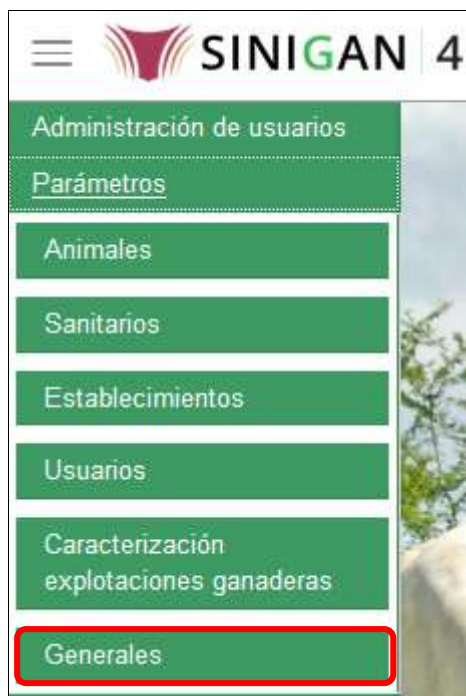 SINIGAN 4
Administración de usuarios
Parámetros
Animales
Sanitarios
Establecimientos
Usuarios
Caracterización
explotaciones ganaderas
Generales